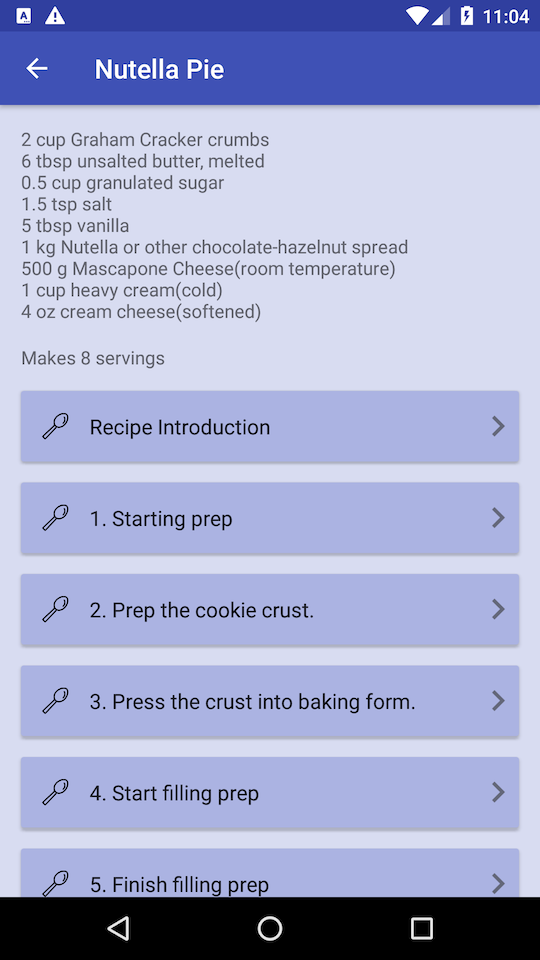 11:04
Nutella Pie
2 cup Graham Cracker crumbs
6 tbsp unsalted butter, melted
0.5 cup granulated sugar
1.5 tsp salt
5 tbsp vanilla
1 kg Nutella or other chocolate-hazelnut spread
500 g Mascapone Cheese(room temperature)
1 cup heavy cream(cold)
4 oz cream cheese(softened)
Makes 8 servings
Recipe Introduction
1. Starting prep
2. Prep the cookie crust.
3. Press the crust into baking form.
4. Start filling prep
5. Finish filling prep